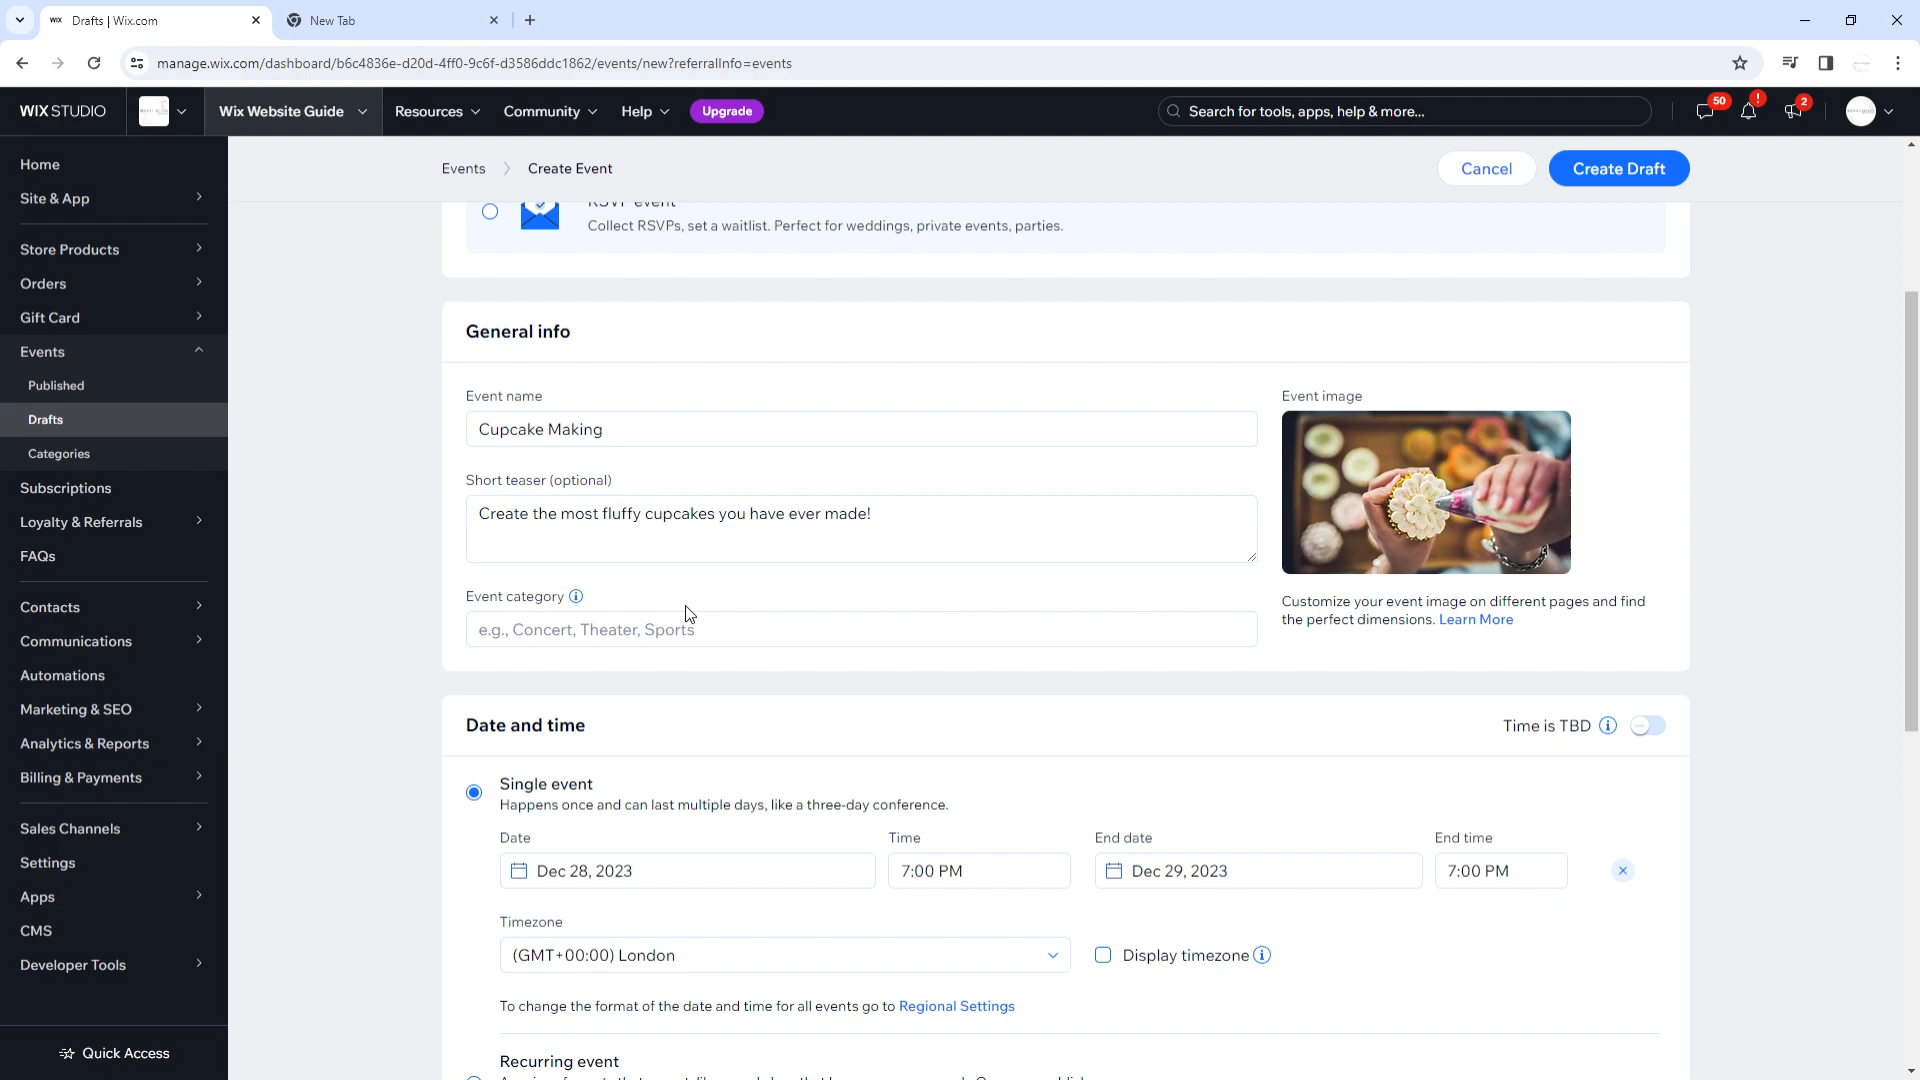 Drafts | Wix.com
New Tab
manage.wix.com/dashboard/b6c4836e-d20d-4ff0-9c6f-d3586ddc1862/events/new?referralInfo=events
WIX STUDIO
Wix Website Guide
Resources
Community
Help
Upgrade
Search for tools, apps, help & more...
50
!
2
Home
Site & App
Store Products
Orders
Gift Card
Events
Published
Drafts
Categories
Subscriptions
Loyalty & Referrals
FAQs
Contacts
Communications
Automations
Marketing & SEO
Analytics & Reports
Billing & Payments
Sales Channels
Settings
Apps
CMS
Developer Tools
Quick Access
Events
Create Event
Cancel
Create Draft
RSVP event
Collect RSVPs, set a waitlist. Perfect for weddings, private events, parties.
General info
Event name
Cupcake Making
Short teaser (optional)
Create the most fluffy cupcakes you have ever made!
Event category
e.g., Concert, Theater, Sports
Event image
Customize your event image on different pages and find
the perfect dimensions. Learn More
Date and time
Time is TBD
Single event
Happens once and can last multiple days, like a three-day conference.
Date
Time
End date
End time
Dec 28, 2023
7:00 PM
Dec 29, 2023
7:00 PM
Timezone
(GMT+00:00) London
Display timezone
To change the format of the date and time for all events go to Regional Settings
Recurring event